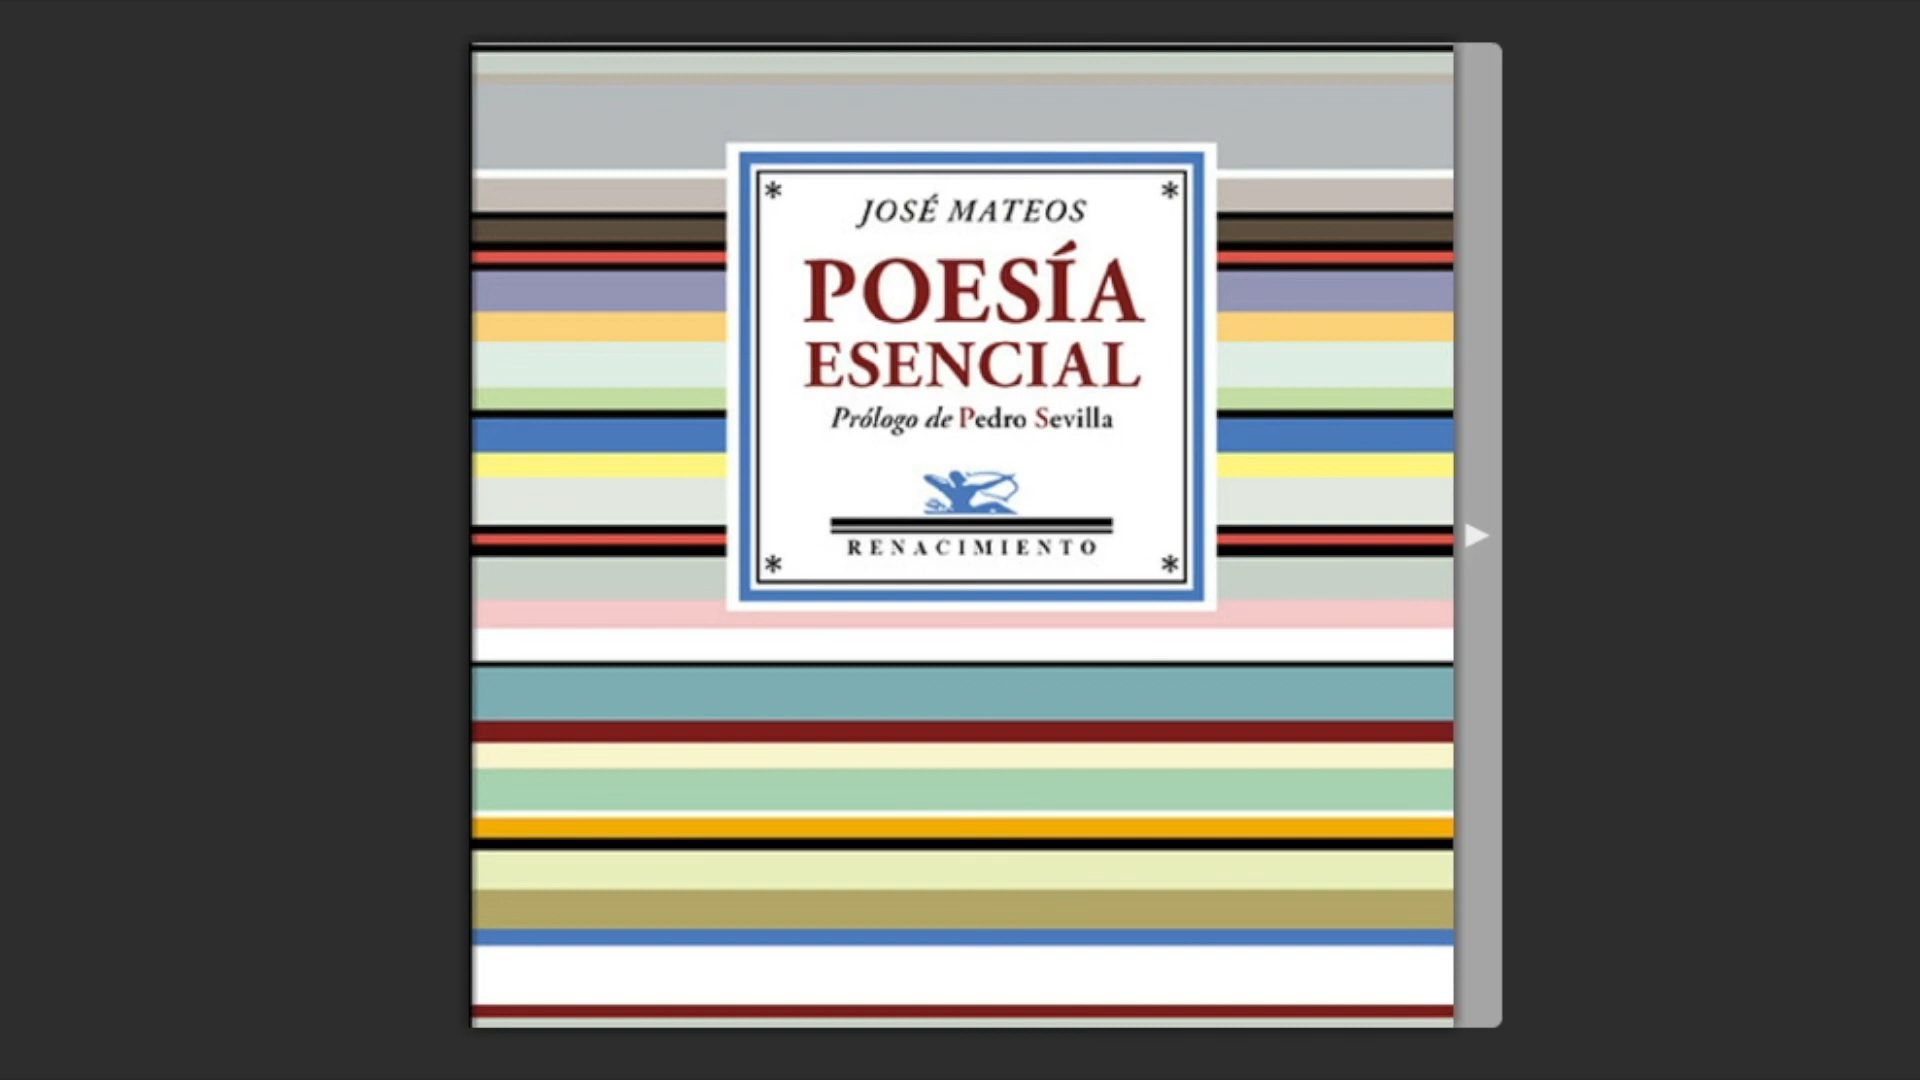 JOSÉ MATEOS
POESÍA
ESENCIAL
Prólogo de Pedro Sevilla
RENACIMIENTO